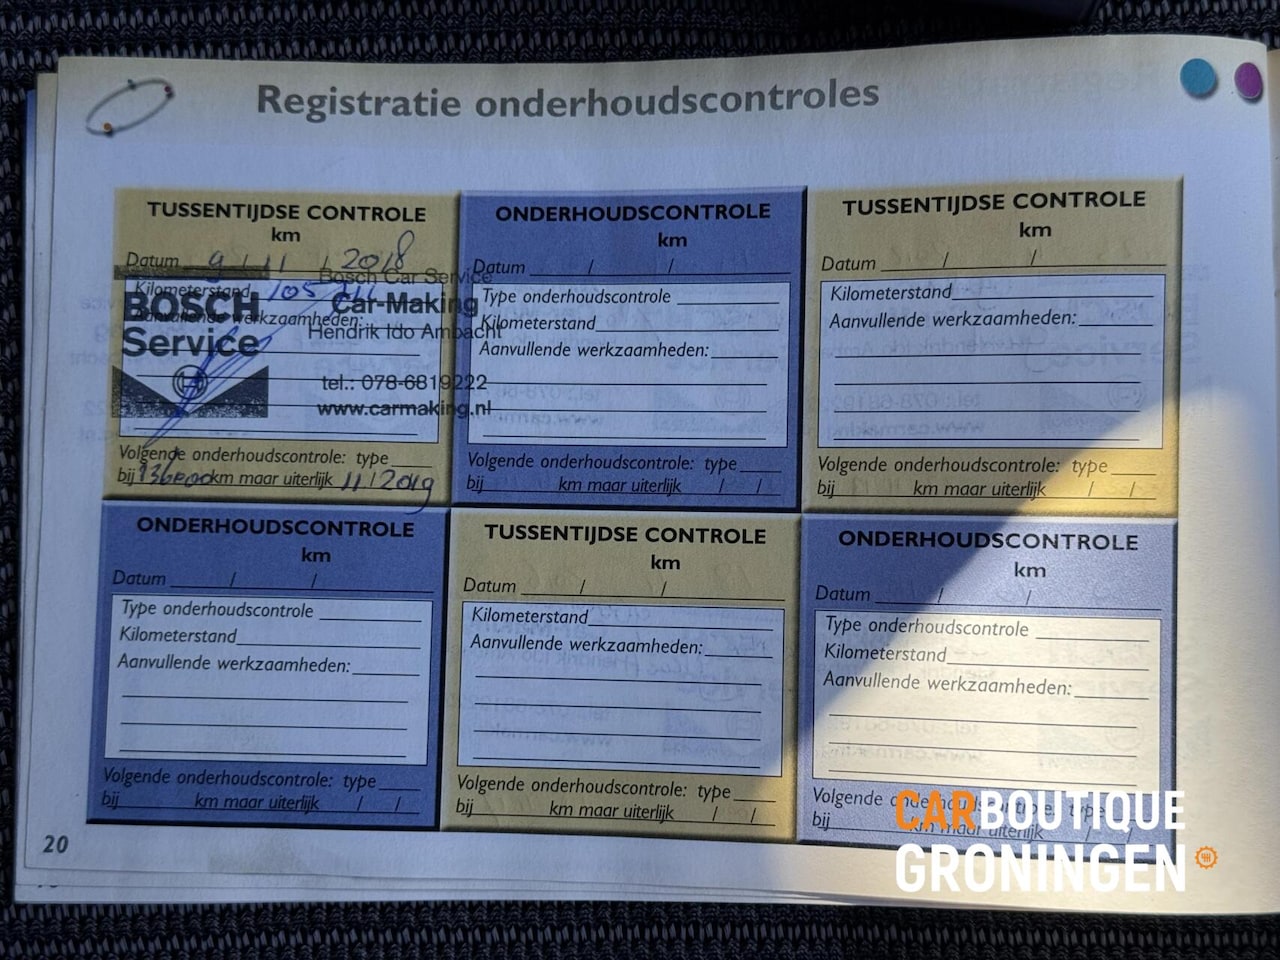 Registratie onderhoudscontroles
TUSSENTIJDSE CONTROLE
km
Datum 9 / 11 / 2018
Kilometerstand
Aanvullende werkzaamheden:
BOSCH
Service
Bosch Car Service
Car-Making
Hendrik Ido Ambacht
tel.: 078-6819222
www.carmaking.nl
Volgende onderhoudscontrole: type
bij 136000 km maar uiterlijk 11 / 2019
ONDERHOUDSCONTROLE
km
Datum / /
Type onderhoudscontrole
Kilometerstand
Aanvullende werkzaamheden:
Volgende onderhoudscontrole: type
bij km maar uiterlijk / /
TUSSENTIJDSE CONTROLE
km
Datum / /
Kilometerstand
Aanvullende werkzaamheden:
Volgende onderhoudscontrole: type
bij km maar uiterlijk / /
ONDERHOUDSCONTROLE
km
Datum / /
Type onderhoudscontrole
Kilometerstand
Aanvullende werkzaamheden:
Volgende onderhoudscontrole: type
bij km maar uiterlijk / /
TUSSENTIJDSE CONTROLE
km
Datum / /
Kilometerstand
Aanvullende werkzaamheden:
Volgende onderhoudscontrole: type
bij km maar uiterlijk / /
ONDERHOUDSCONTROLE
km
Datum / /
Type onderhoudscontrole
Kilometerstand
Aanvullende werkzaamheden:
Volgende onderhoudscontrole: type
bij km maar uiterlijk / /
20
CARBOUTIQUE
GRONINGEN